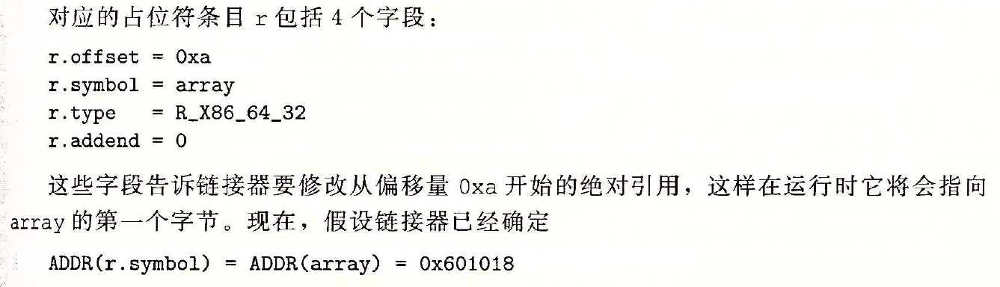 对应的占位符条目 r 包括 4 个字段：
r.offset = 0xa
r.symbol = array
r.type   = R_X86_64_32
r.addend = 0
这些字段告诉链接器要修改从偏移量 0xa 开始的绝对引用，这样在运行时它将会指向
array 的第一个字节。现在，假设链接器已经确定
ADDR(r.symbol) = ADDR(array) = 0x601018